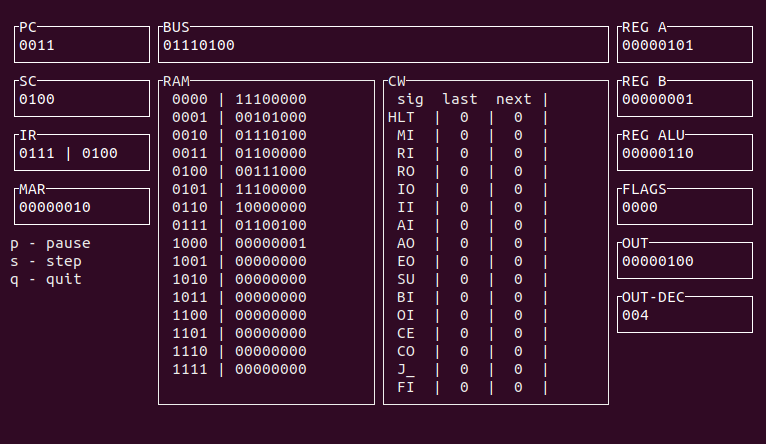 PC
0011
BUS
01110100
REG A
00000101
SC
0100
RAM
0000 | 11100000
0001 | 00101000
0010 | 01110100
0011 | 01100000
0100 | 00111000
0101 | 11100000
0110 | 10000000
0111 | 01100100
1000 | 00000001
1001 | 00000000
1010 | 00000000
1011 | 00000000
1100 | 00000000
1101 | 00000000
1110 | 00000000
1111 | 00000000
CW
sig last next |
HLT | 0 | 0 |
MI | 0 | 0 |
RI | 0 | 0 |
RO | 0 | 0 |
IO | 0 | 0 |
II | 0 | 0 |
AI | 0 | 0 |
AO | 0 | 0 |
EO | 0 | 0 |
SU | 0 | 0 |
BI | 0 | 0 |
OI | 0 | 0 |
CE | 0 | 0 |
CO | 0 | 0 |
J_ | 0 | 0 |
FI | 0 | 0 |
REG B
00000001
IR
0111 | 0100
REG ALU
00000110
MAR
00000010
FLAGS
0000
p - pause
s - step
q - quit
OUT
00000100
OUT-DEC
004